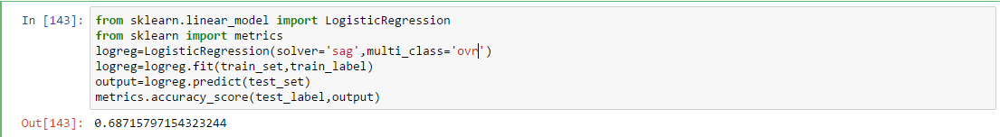 In [143]: from sklearn.linear_model import LogisticRegression
from sklearn import metrics
logreg=LogisticRegression(solver='sag',multi_class='ovr')
logreg=logreg.fit(train_set,train_label)
output=logreg.predict(test_set)
metrics.accuracy_score(test_label,output)
Out[143]: 0.68715797154323244